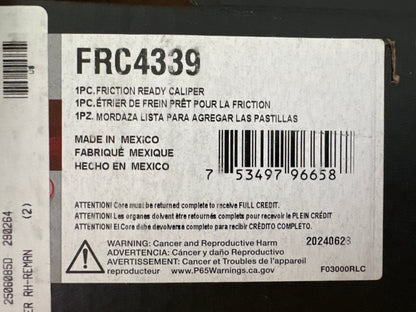 FRC4339
1PC. FRICTION READY CALIPER
1PC. ÉTRIER DE FREIN PRÊT POUR LA FRICTION
1PZ. MORDAZA LISTA PARA AGREGAR LAS PASTILLAS
MADE IN MEXICO
FABRIQUÉ MEXIQUE
HECHO EN MEXICO
7 53497 96658
ATTENTION! Core must be returned complete to receive FULL CREDIT.
ATTENTION! Les organes doivent être retournés complets pour recevoir le PLEIN CRÉDIT
ATTENTION! El Core debe devolverse completo para recibir CRÉDITO COMPLETO.
WARNING: Cancer and Reproductive Harm
ADVERTENCIA: Cáncer y daño
AVERTISSEMENT: Cancer et Troubles de l'appareil
reproducteur www.P65Warnings.ca.gov
20240623
F03000RLC
2506085D 290264
ER RH-REMAN (2)